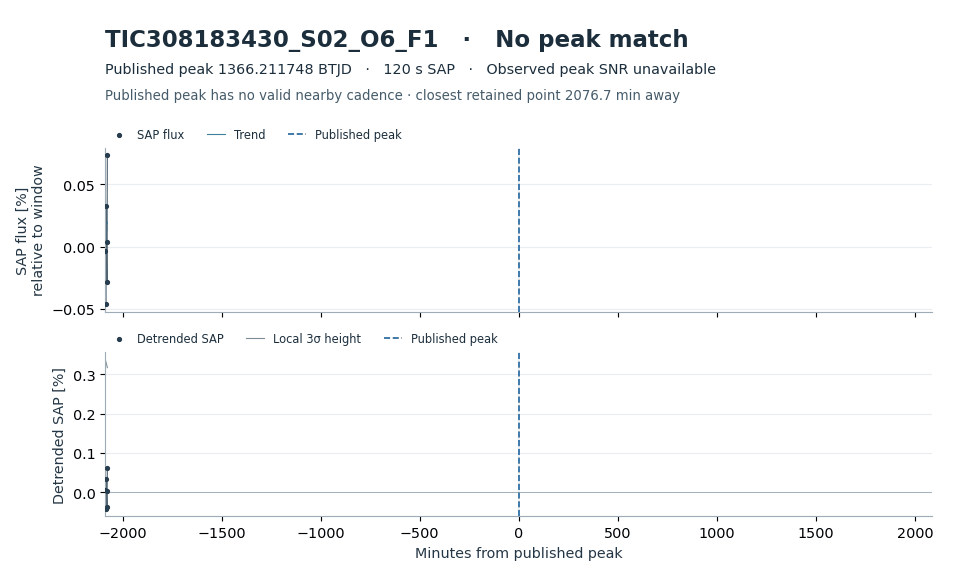 TIC308183430_S02_O6_F1 · No peak match
Published peak 1366.211748 BTJD · 120 s SAP · Observed peak SNR unavailable
Published peak has no valid nearby cadence · closest retained point 2076.7 min away
SAP flux Trend Published peak
SAP flux [%]
relative to window
0.05
0.00
−0.05
Detrended SAP Local 3σ height Published peak
Detrended SAP [%]
0.3
0.2
0.1
0.0
−2000 −1500 −1000 −500 0 500 1000 1500 2000
Minutes from published peak